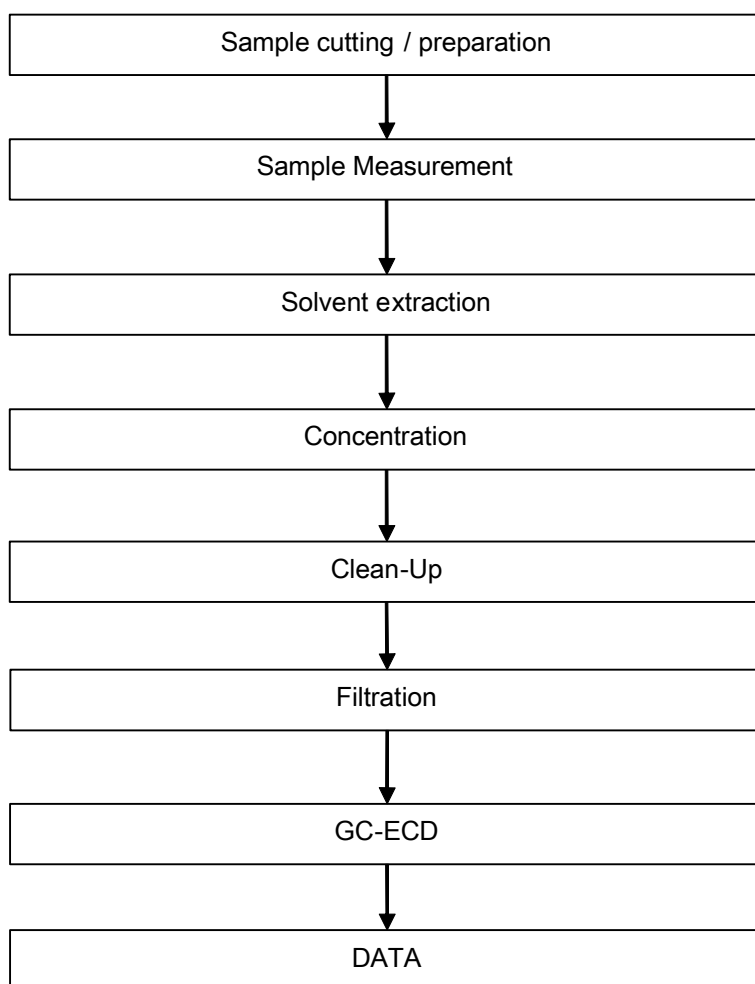 Sample cutting / preparation
Sample Measurement
Solvent extraction
Concentration
Clean-Up
Filtration
GC-ECD
DATA